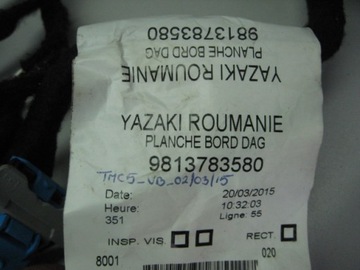 9813783580
PLANCHE BORD DAG
YAZAKI ROUMANIE
YAZAKI ROUMANIE
PLANCHE BORD DAG
9813783580
TMC5_VB_02/03/15
Date: 20/03/2015
Heure: 10:32:03
351 Ligne: 55
INSP. VIS. RECT.
8001 020